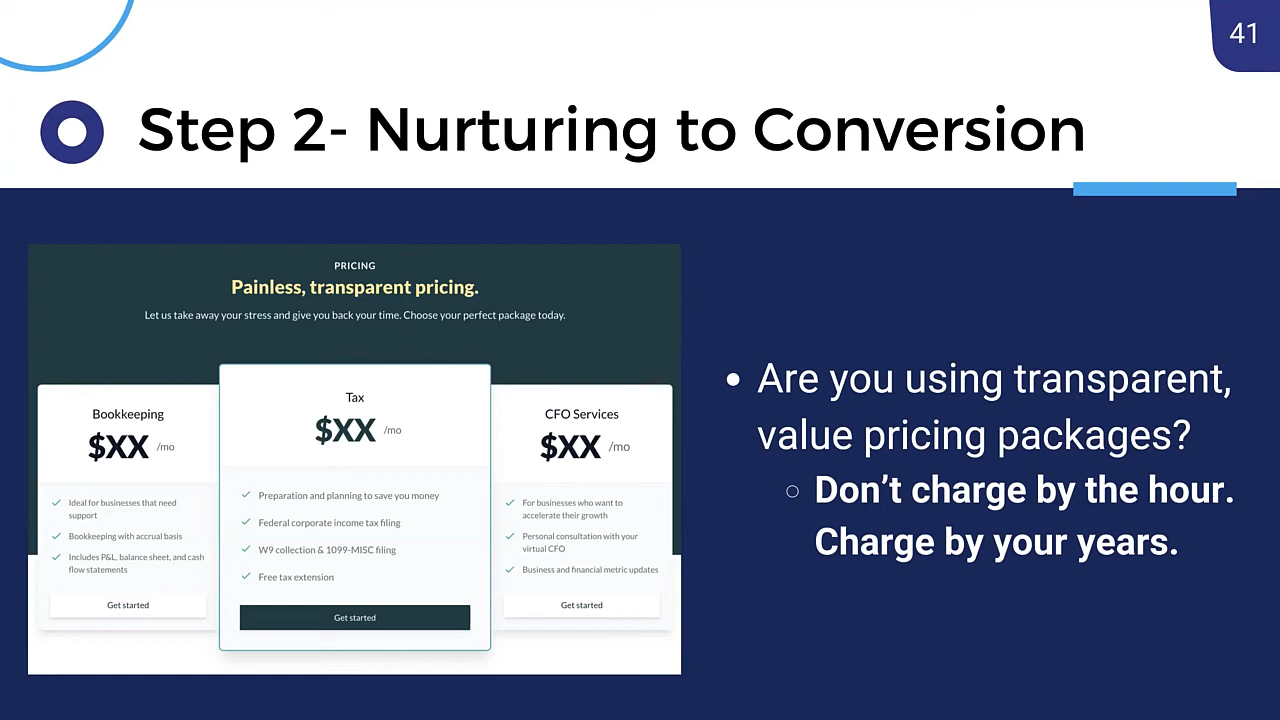 41
Step 2- Nurturing to Conversion
PRICING
Painless, transparent pricing.
Let us take away your stress and give you back your time. Choose your perfect package today.
Bookkeeping
$XX /mo
Ideal for businesses that need
support
Bookkeeping with accrual basis
Includes P&L, balance sheet, and cash
flow statements
Get started
Tax
$XX /mo
Preparation and planning to save you money
Federal corporate income tax filing
W9 collection & 1099-MISC filing
Free tax extension
Get started
CFO Services
$XX /mo
For businesses who want to
accelerate their growth
Personal consultation with your
virtual CFO
Business and financial metric updates
Get started
Are you using transparent,
value pricing packages?
Don’t charge by the hour.
Charge by your years.